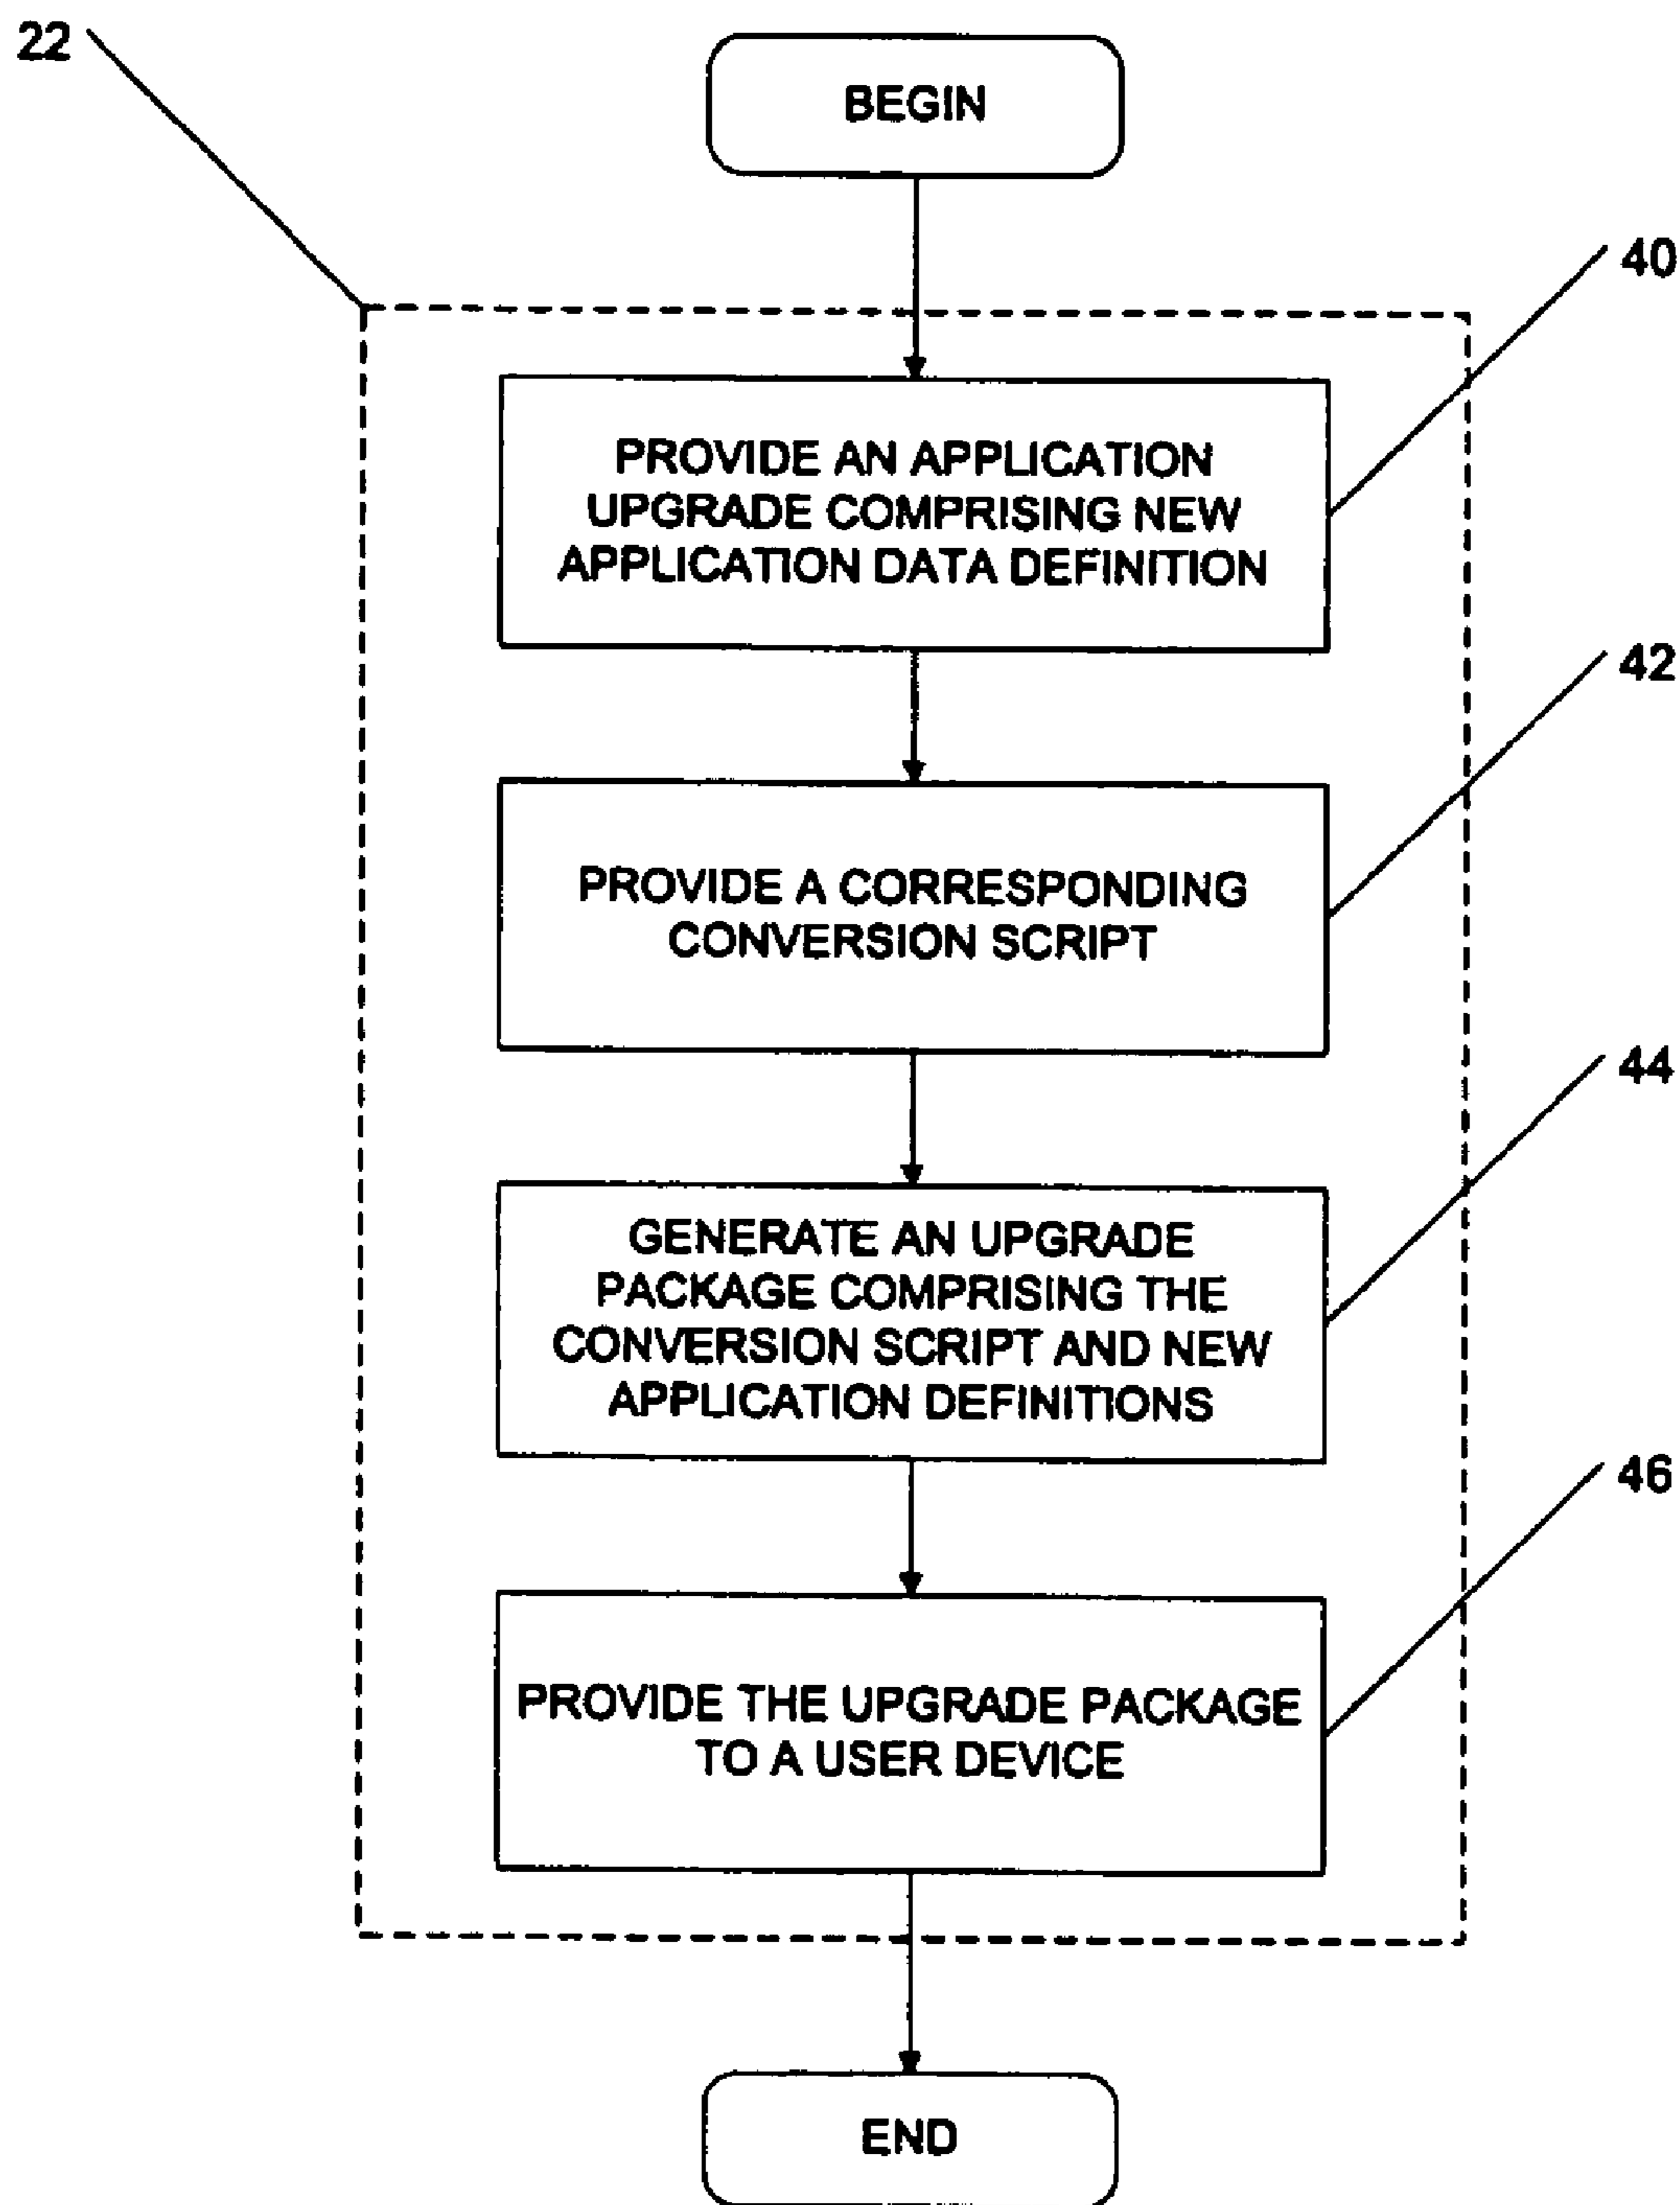 22
BEGIN
40
PROVIDE AN APPLICATION
UPGRADE COMPRISING NEW
APPLICATION DATA DEFINITION
42
PROVIDE A CORRESPONDING
CONVERSION SCRIPT
44
GENERATE AN UPGRADE
PACKAGE COMPRISING THE
CONVERSION SCRIPT AND NEW
APPLICATION DEFINITIONS
46
PROVIDE THE UPGRADE PACKAGE
TO A USER DEVICE
END